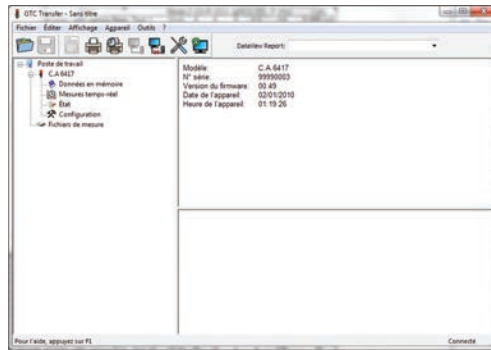 GTC Transfer - Sans titre
Fichier Éditer Affichage Appareil Outils ?
DataView Report:
Poste de travail
C.A 6417
Données en mémoire
Mesures temps-réel
État
Configuration
Fichiers de mesure
Modèle: C.A 6417
N° série: 99990003
Version du firmware: 00.49
Date de l'appareil: 02/01/2010
Heure de l'appareil: 01:19:26
Pour l'aide, appuyez sur F1 Connecté